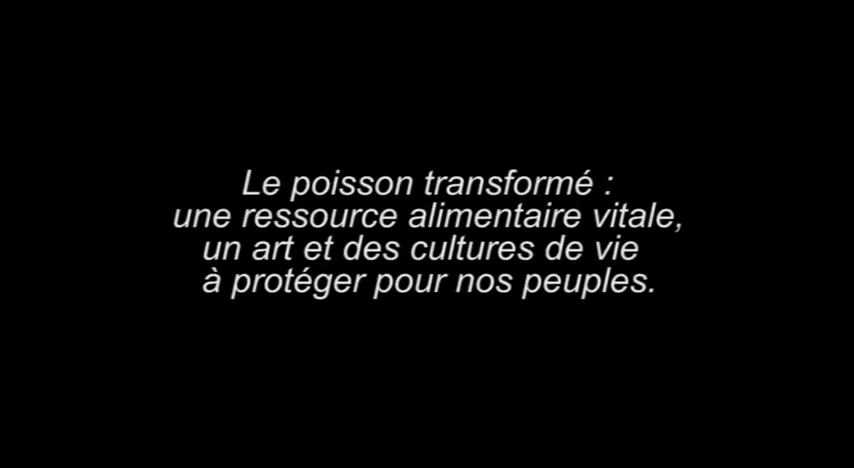 Le poisson transformé :
une ressource alimentaire vitale,
un art et des cultures de vie
à protéger pour nos peuples.